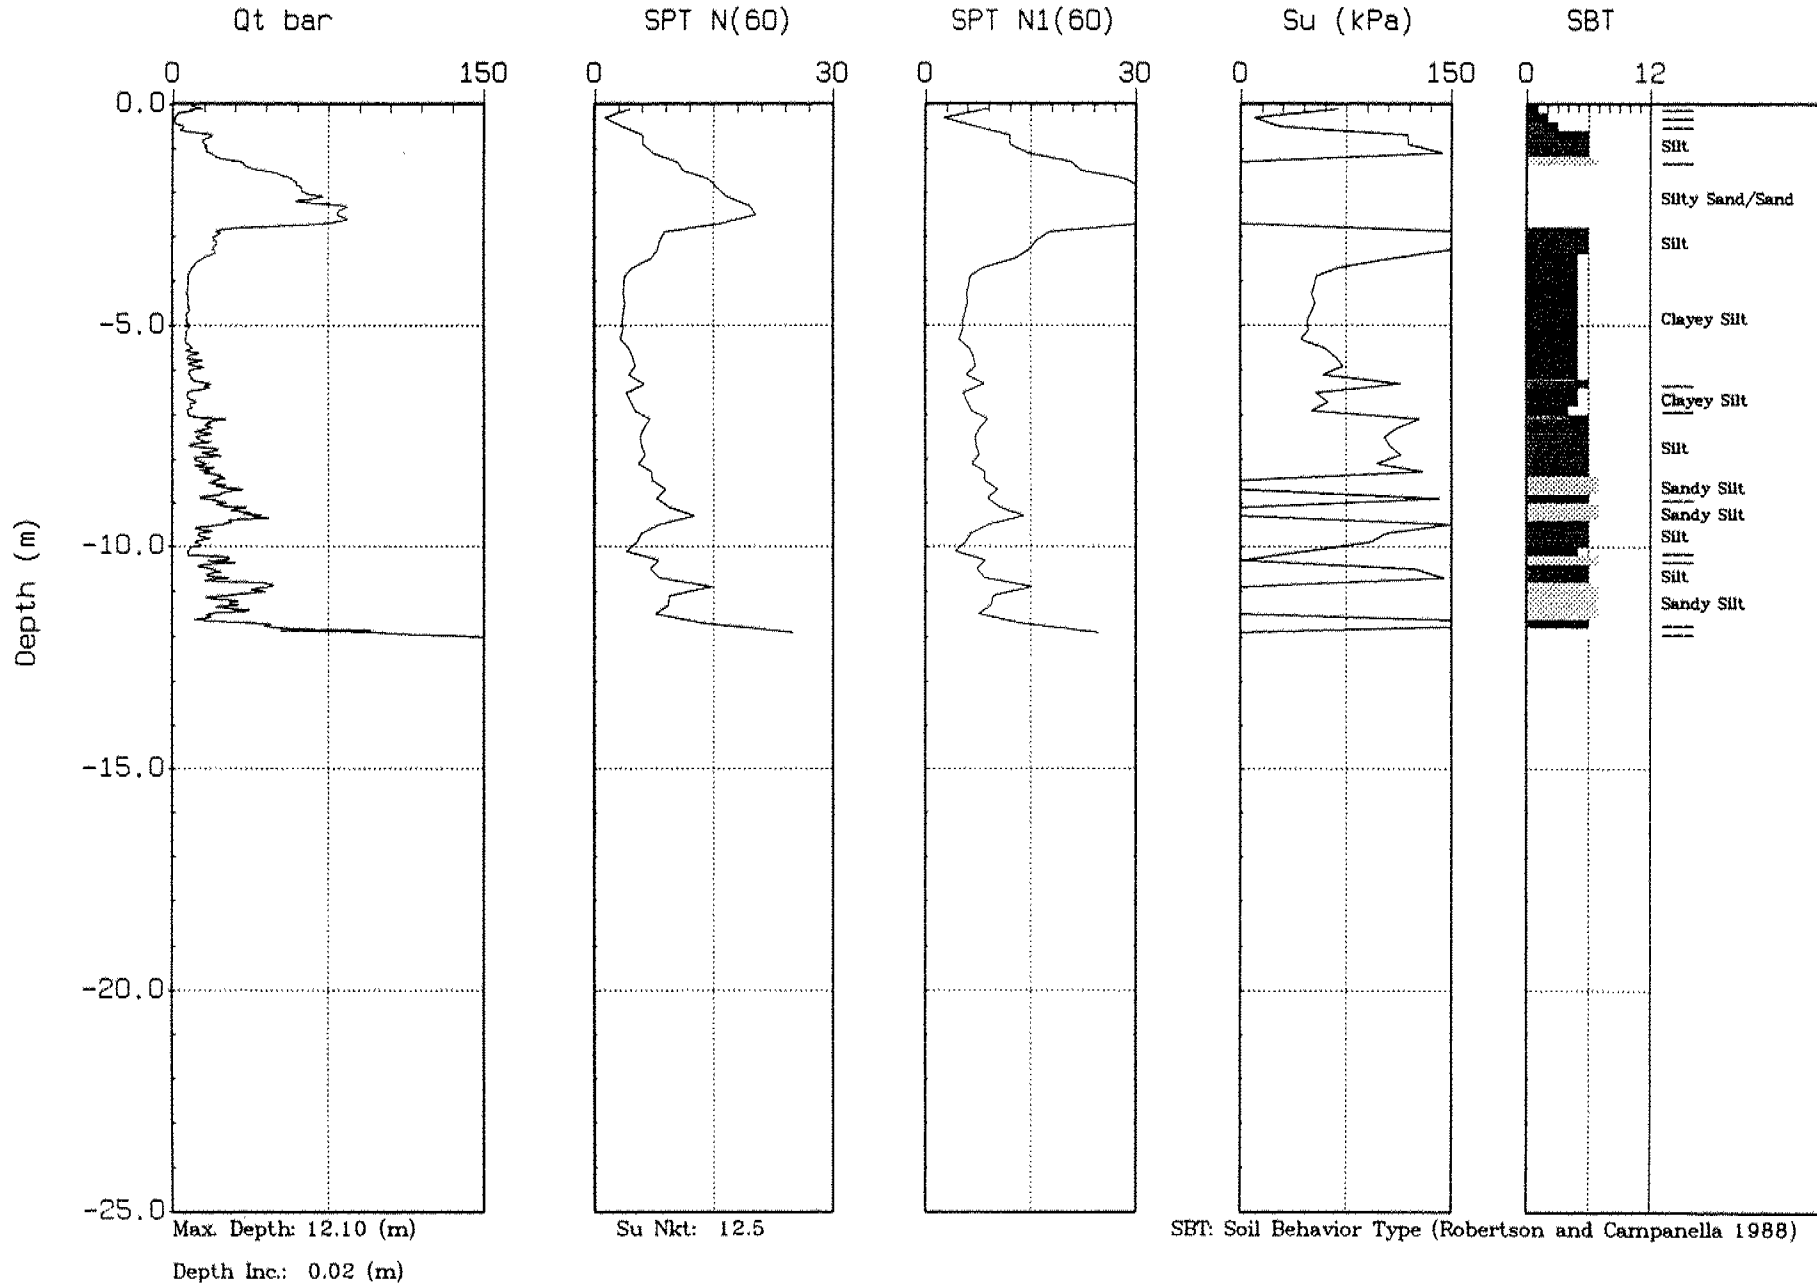 Qt bar SPT N(60) SPT N1(60) Su (kPa) SBT
0 150 0 30 0 30 0 150 0 12
0.0
Silt
Silty Sand/Sand
Silt
Clayey Silt
-5.0
Clayey Silt
Silt
Sandy Silt
Sandy Silt
Silt
-10.0
Silt
Sandy Silt
Depth (m)
-15.0
-20.0
-25.0
Max. Depth: 12.10 (m) Su Nkt: 12.5 SBT: Soil Behavior Type (Robertson and Campanella 1988)
Depth Inc.: 0.02 (m)